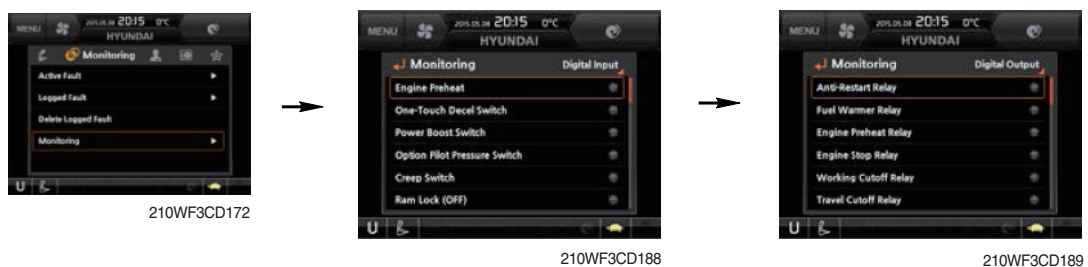 MENU 2015.05.08 20:15 0°C
HYUNDAI
Monitoring
Active Fault
Logged Fault
Delete Logged Fault
Monitoring
U
210WF3CD172
MENU 2015.05.08 20:15 0°C
HYUNDAI
Monitoring Digital Input
Engine Preheat
One-Touch Decel Switch
Power Boost Switch
Option Pilot Pressure Switch
Creep Switch
Ram Lock (OFF)
U
210WF3CD188
MENU 2015.05.08 20:15 0°C
HYUNDAI
Monitoring Digital Output
Anti-Restart Relay
Fuel Warmer Relay
Engine Preheat Relay
Engine Stop Relay
Working Cutoff Relay
Travel Cutoff Relay
U
210WF3CD189